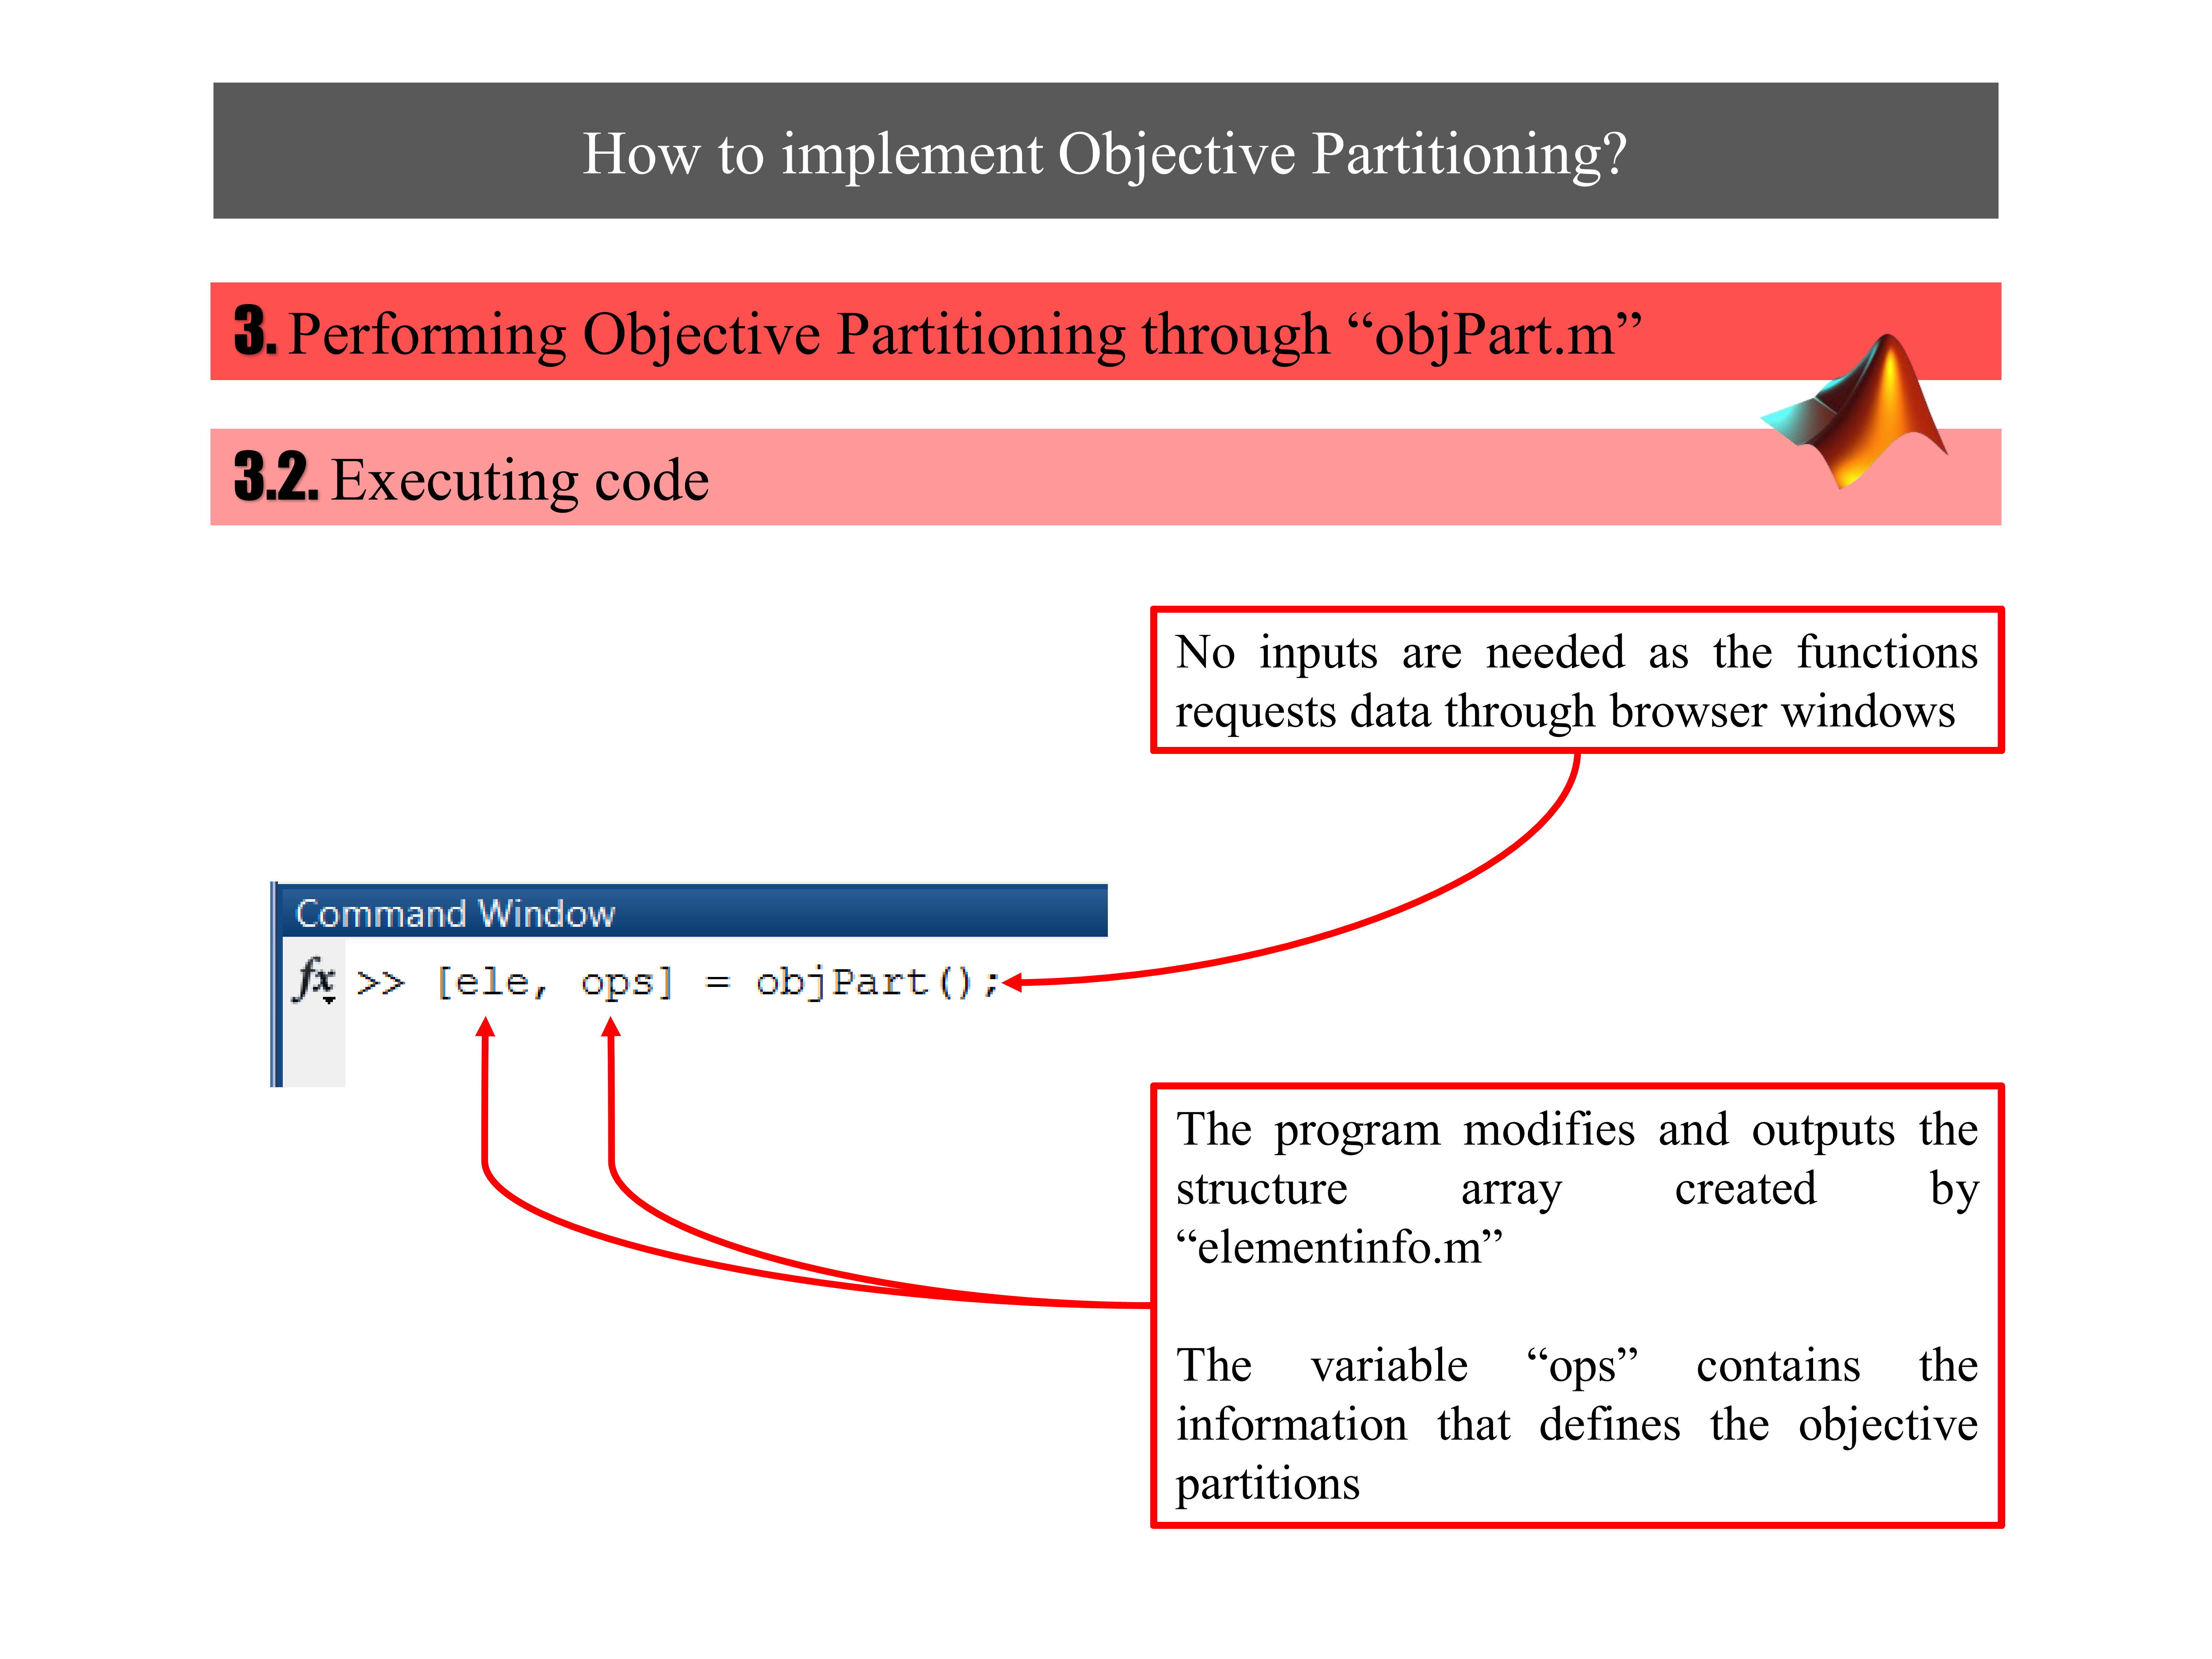 How to implement Objective Partitioning?
3. Performing Objective Partitioning through “objPart.m”
3.2. Executing code
No inputs are needed as the functions
requests data through browser windows
Command Window
fx >> [ele, ops] = objPart();
The program modifies and outputs the
structure array created by
“elementinfo.m”
The variable “ops” contains the
information that defines the objective
partitions